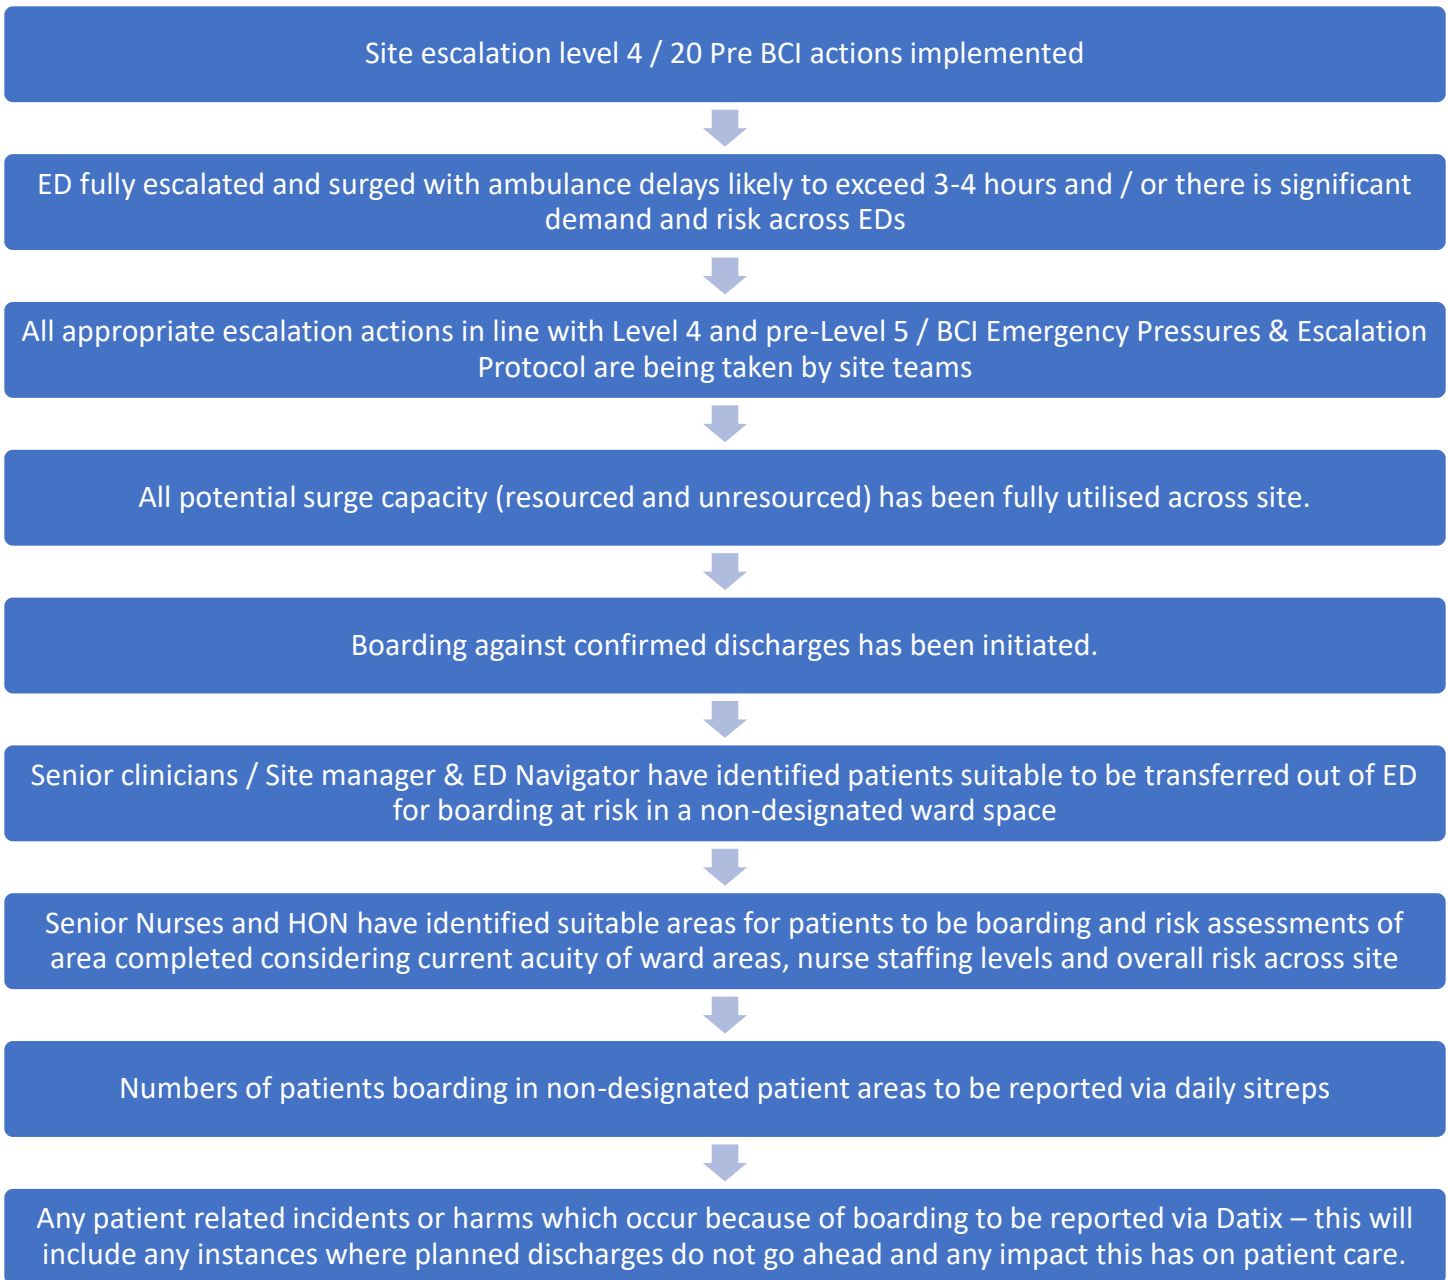 Site escalation level 4 / 20 Pre BCI actions implemented
ED fully escalated and surged with ambulance delays likely to exceed 3-4 hours and / or there is significant
demand and risk across EDs
All appropriate escalation actions in line with Level 4 and pre-Level 5 / BCI Emergency Pressures & Escalation
Protocol are being taken by site teams
All potential surge capacity (resourced and unresourced) has been fully utilised across site.
Boarding against confirmed discharges has been initiated.
Senior clinicians / Site manager & ED Navigator have identified patients suitable to be transferred out of ED
for boarding at risk in a non-designated ward space
Senior Nurses and HON have identified suitable areas for patients to be boarding and risk assessments of
area completed considering current acuity of ward areas, nurse staffing levels and overall risk across site
Numbers of patients boarding in non-designated patient areas to be reported via daily sitreps
Any patient related incidents or harms which occur because of boarding to be reported via Datix – this will
include any instances where planned discharges do not go ahead and any impact this has on patient care.